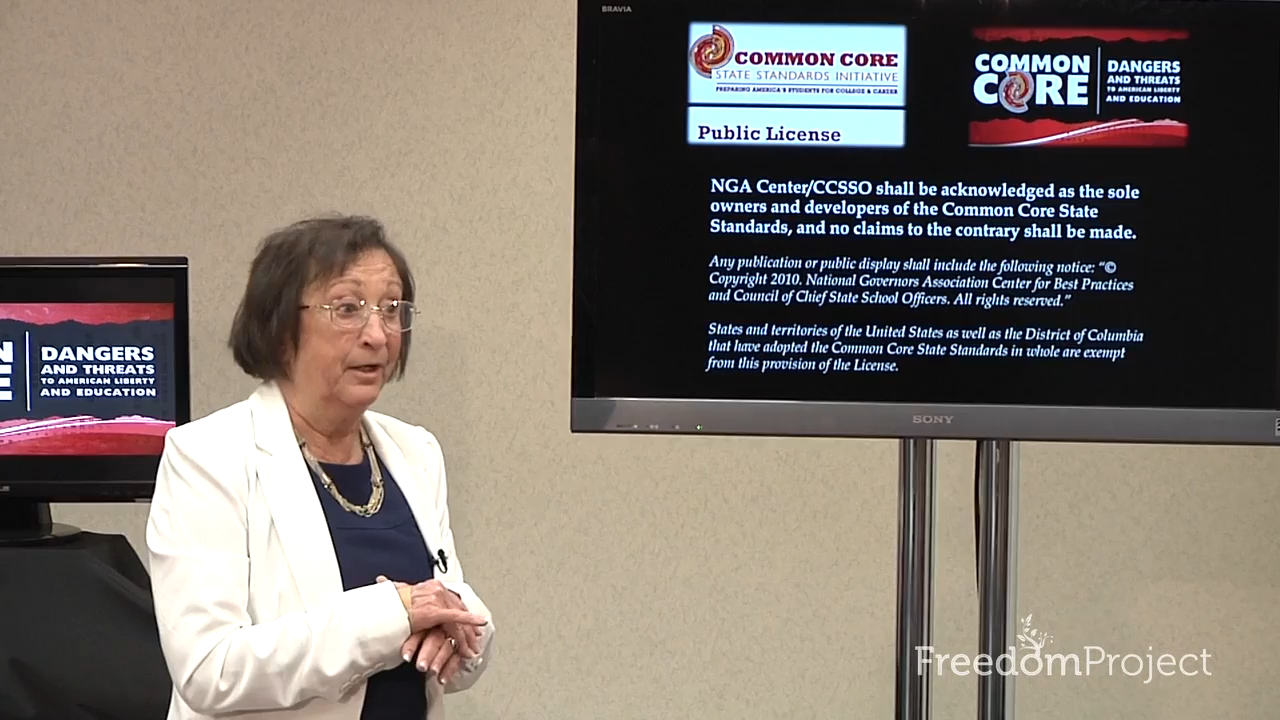 BRAVIA
COMMON CORE
STATE STANDARDS INITIATIVE
PREPARING AMERICA'S STUDENTS FOR COLLEGE & CAREER
Public License
COMMON
CORE
DANGERS
AND THREATS
TO AMERICAN LIBERTY
AND EDUCATION
NGA Center/CCSSO shall be acknowledged as the sole
owners and developers of the Common Core State
Standards, and no claims to the contrary shall be made.
Any publication or public display shall include the following notice: “©
Copyright 2010. National Governors Association Center for Best Practices
and Council of Chief State School Officers. All rights reserved.”
States and territories of the United States as well as the District of Columbia
that have adopted the Common Core State Standards in whole are exempt
from this provision of the License.
SONY
N
E
DANGERS
AND THREATS
TO AMERICAN LIBERTY
AND EDUCATION
FreedomProject